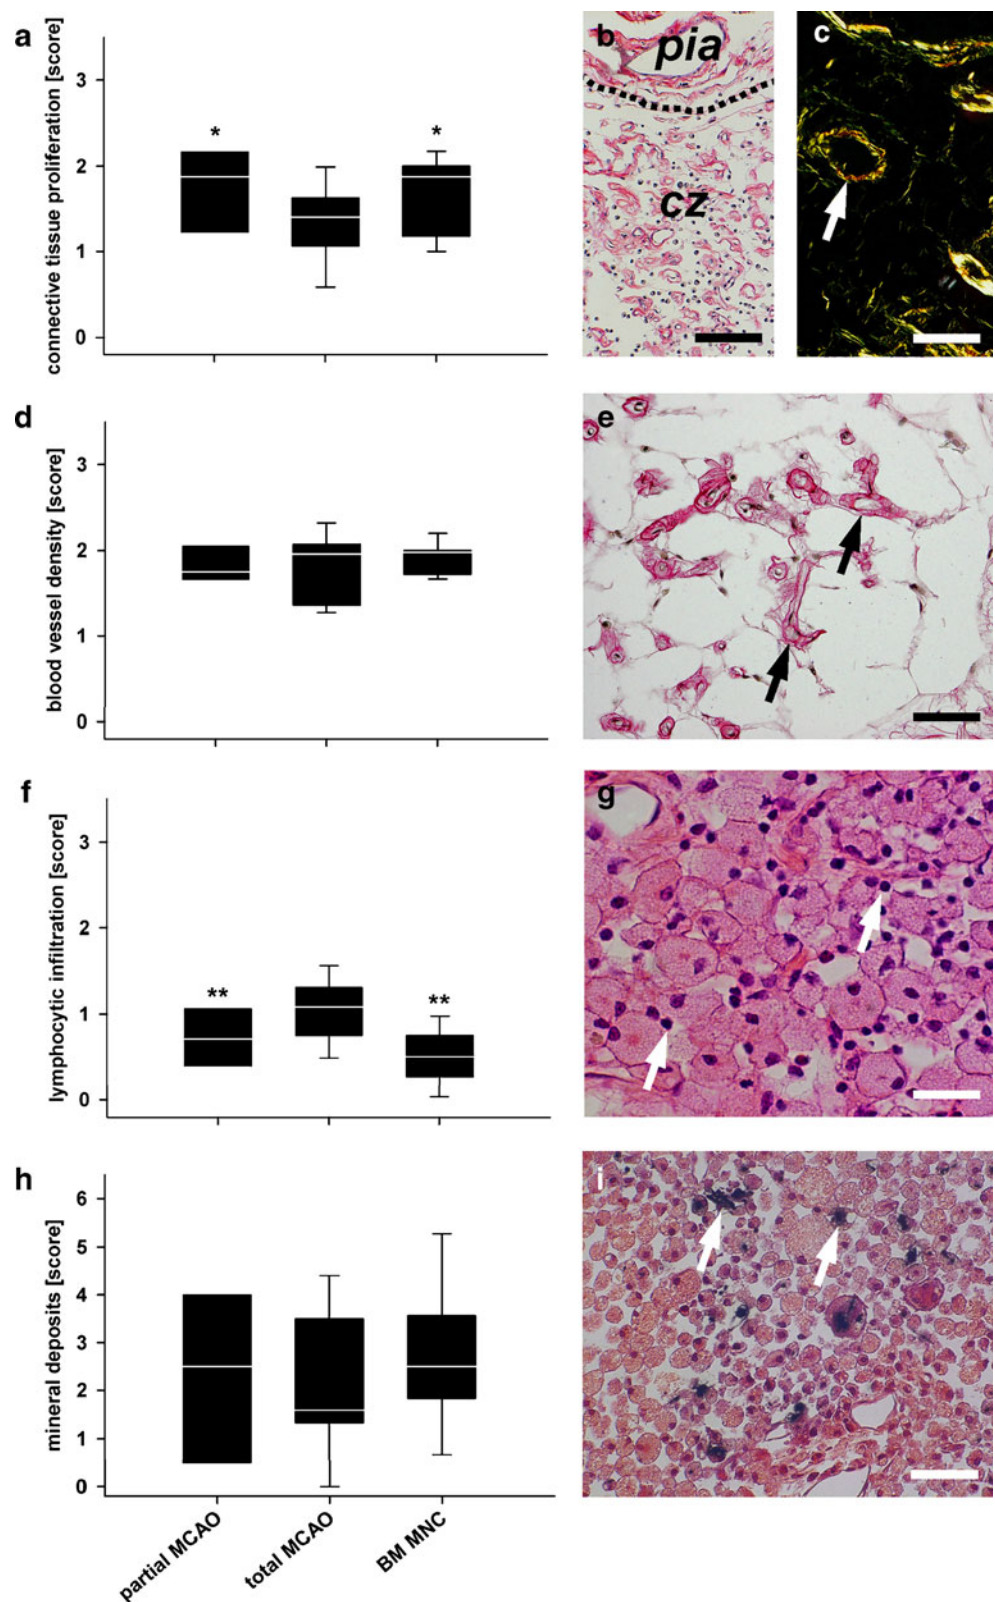 a
connective tissue proliferation [score]
3
2
1
0
*
*
b
pia
cz
c
d
blood vessel density [score]
3
2
1
0
e
f
lymphocytic infiltration [score]
3
2
1
0
**
**
g
h
mineral deposits [score]
6
5
4
3
2
1
0
i
partial MCAO
total MCAO
BM MNC